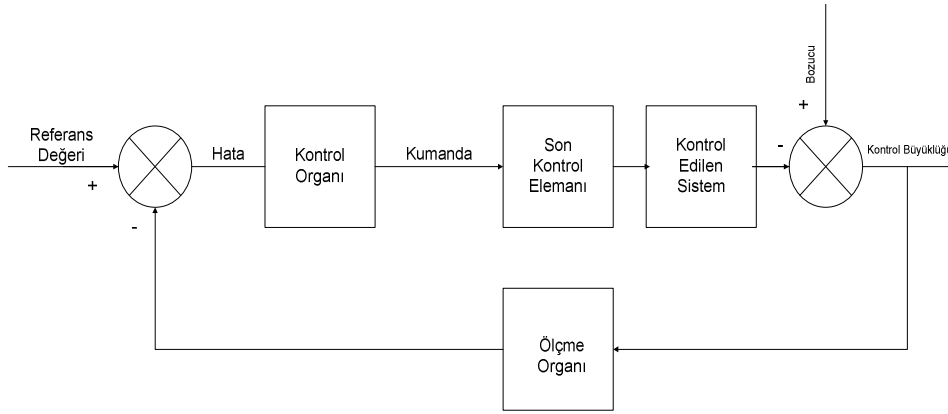 Bozucu
+
Referans
Değeri
+
-
Hata
Kontrol
Organı
Kumanda
Son
Kontrol
Elemanı
Kontrol
Edilen
Sistem
-
Kontrol Büyüklüğü
Ölçme
Organı